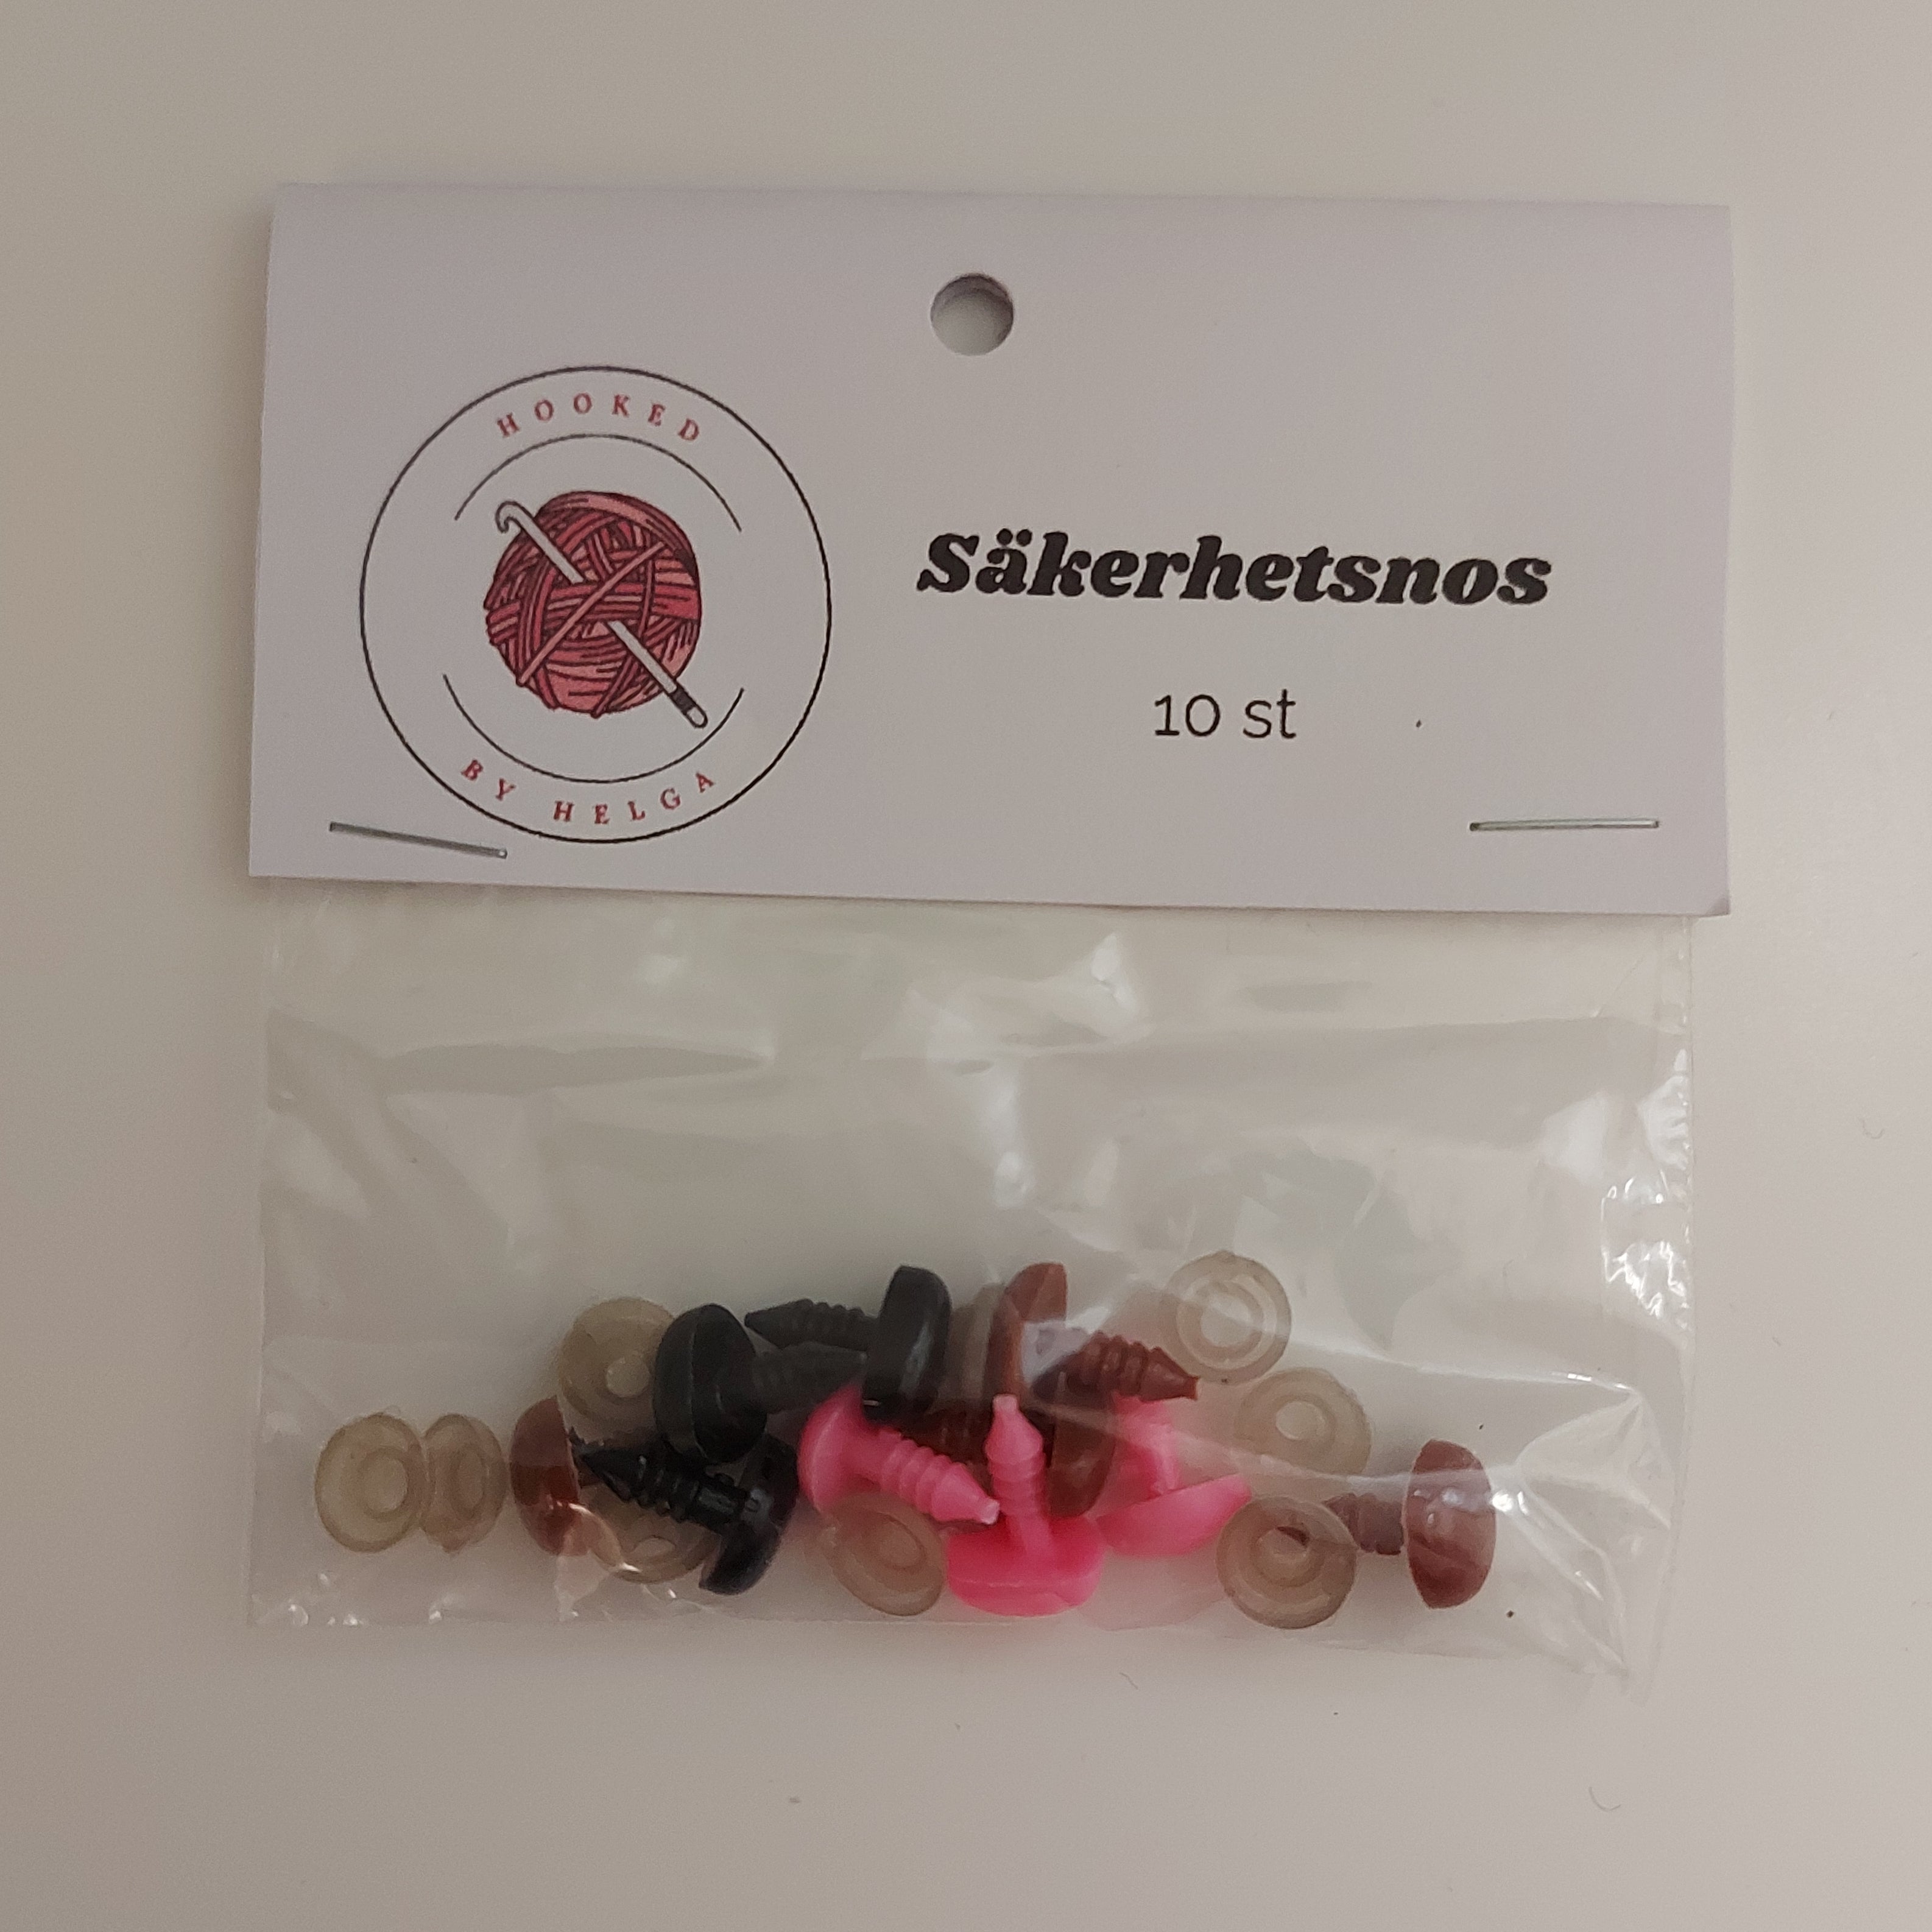 HOOKED
BY HELGA
Säkerhetsnos
10 st